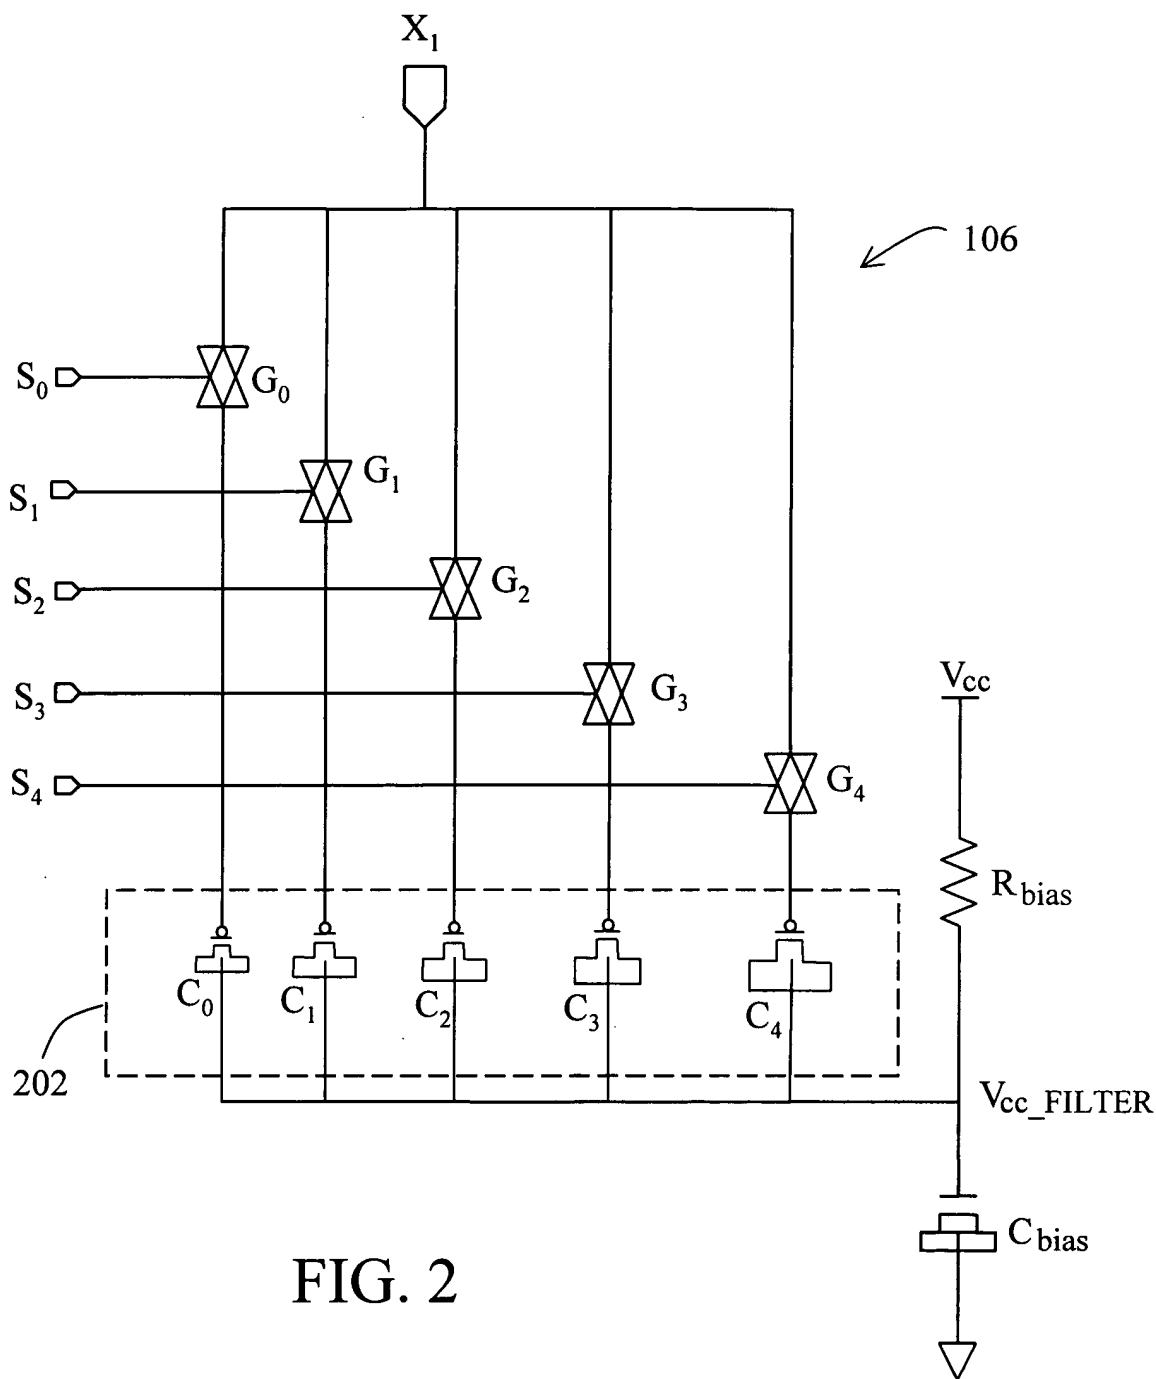 X₁
106
S₀
G₀
S₁
G₁
S₂
G₂
S₃
G₃
S₄
G₄
Vcc
Rbias
C₀
C₁
C₂
C₃
C₄
202
Vcc_FILTER
Cbias
FIG. 2